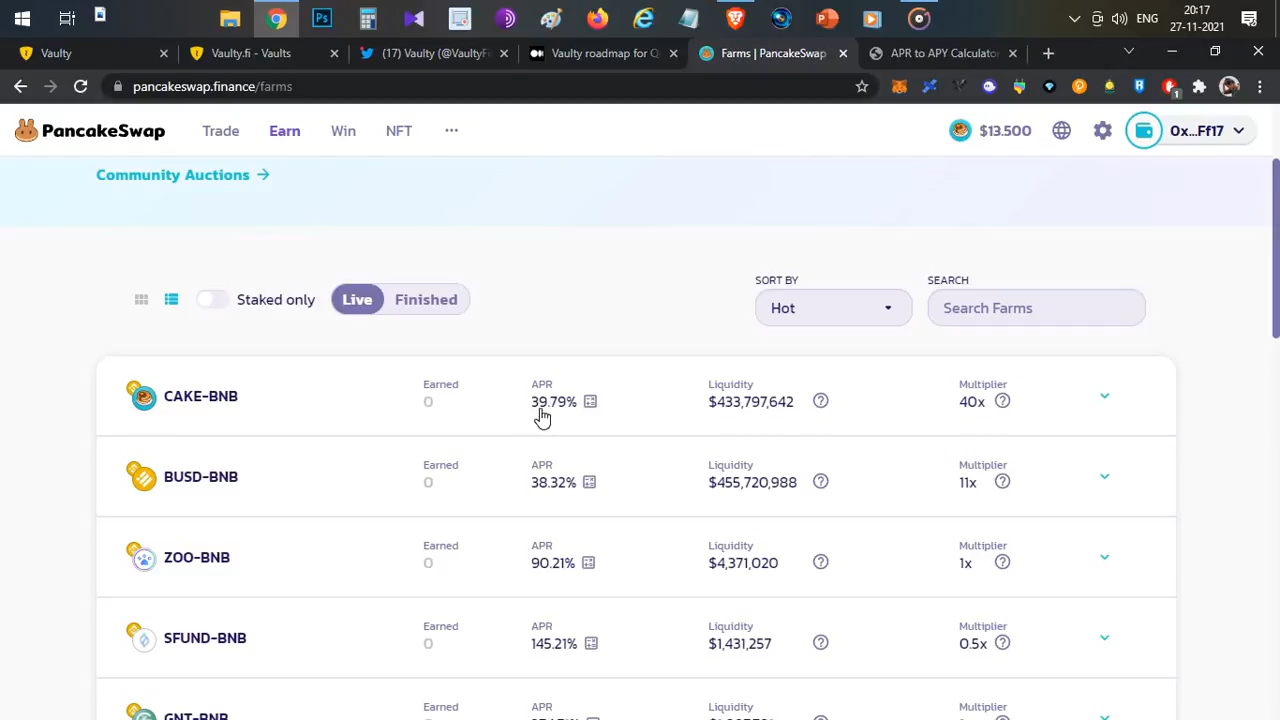 20:17
ENG
27-11-2021
Vaulty
Vaulty.fi - Vaults
(17) Vaulty (@VaultyFi
Vaulty roadmap for Q
Farms | PancakeSwap
APR to APY Calculator
pancakeswap.finance/farms
1
PancakeSwap
Trade
Earn
Win
NFT
$13.500
0x...Ff17
Community Auctions
Staked only
Live
Finished
SORT BY
Hot
SEARCH
Search Farms
CAKE-BNB
Earned
0
APR
39.79%
Liquidity
$433,797,642
Multiplier
40x
BUSD-BNB
Earned
0
APR
38.32%
Liquidity
$455,720,988
Multiplier
11x
ZOO-BNB
Earned
0
APR
90.21%
Liquidity
$4,371,020
Multiplier
1x
SFUND-BNB
Earned
0
APR
145.21%
Liquidity
$1,431,257
Multiplier
0.5x
GNT-BNB